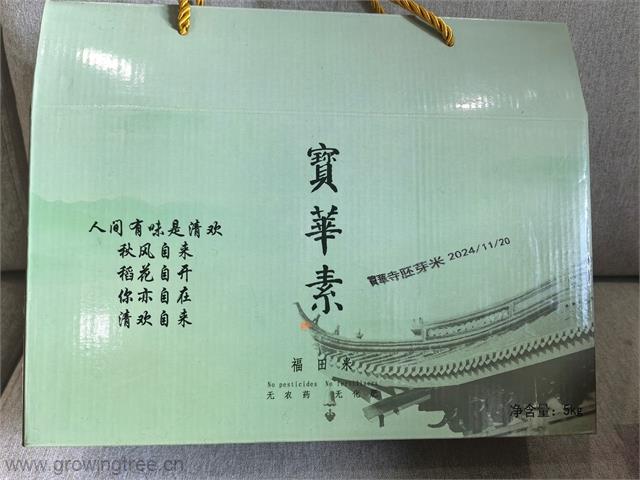 寶華素
人间有味是清欢
秋风自来
稻花自开
你亦自在
清欢自来
寶華寺胚芽米 2024/11/20
福田米
No pesticides No fertilizers
无农药 无化肥
净含量: 5kg
www.growingtree.cn